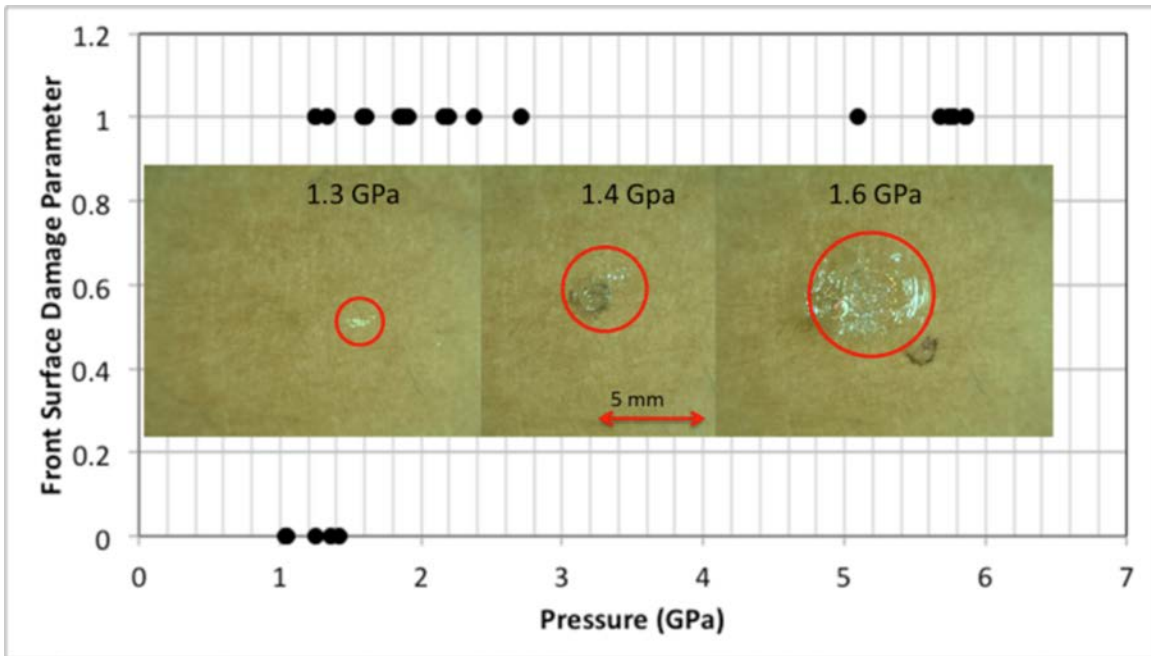 Front Surface Damage Parameter
1.2
1
0.8
0.6
0.4
0.2
0
1.3 GPa
1.4 Gpa
1.6 GPa
5 mm
0 1 2 3 4 5 6 7
Pressure (GPa)